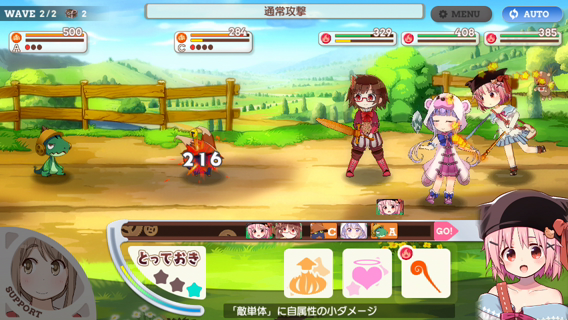 WAVE 2/2 2
通常攻撃
MENU
AUTO
500
A
284
C
329
408
385
216
C
A
GO!
とっておき
SUPPORT
「敵単体」に自属性の小ダメージ